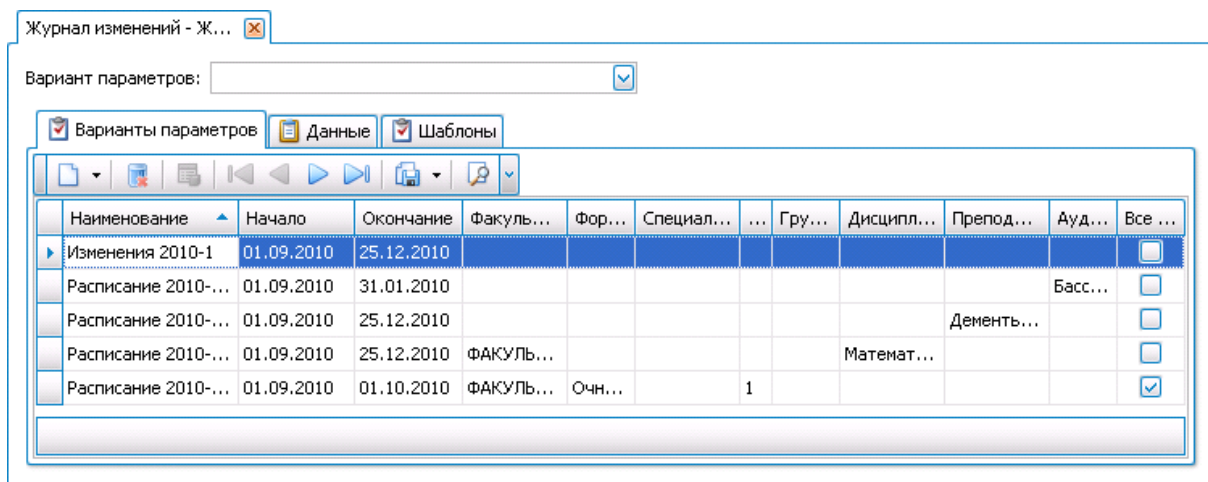 Журнал изменений - Ж...
Вариант параметров:
Варианты параметров Данные Шаблоны
Наименование Начало Окончание Факуль... Фор... Специал... ... Гру... Дисципл... Препод... Ауд... Все ...
Изменения 2010-1 01.09.2010 25.12.2010
Расписание 2010-... 01.09.2010 31.01.2010 Басс...
Расписание 2010-... 01.09.2010 25.12.2010 Дементь...
Расписание 2010-... 01.09.2010 25.12.2010 ФАКУЛЬ... Математ...
Расписание 2010-... 01.09.2010 01.10.2010 ФАКУЛЬ... Очн... 1